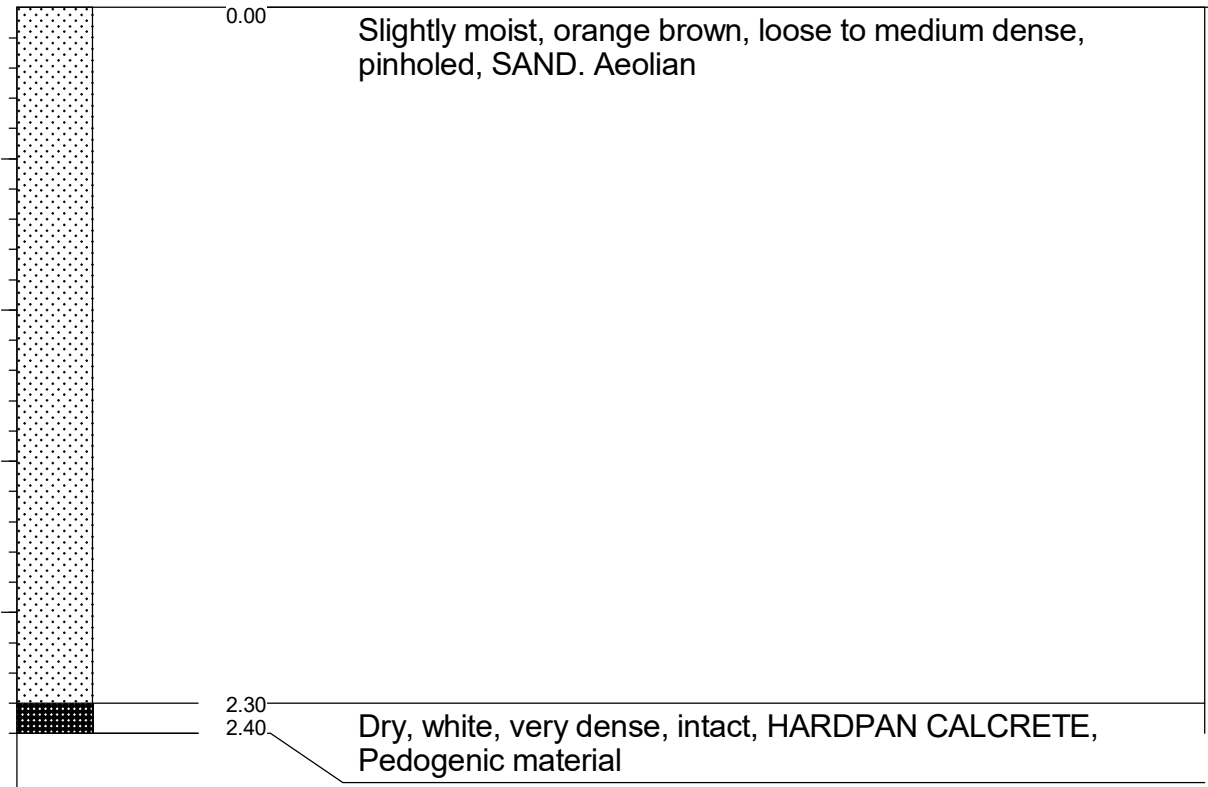 0.00
Slightly moist, orange brown, loose to medium dense,
pinholed, SAND. Aeolian
2.30
2.40
Dry, white, very dense, intact, HARDPAN CALCRETE,
Pedogenic material